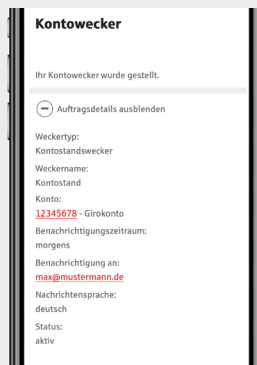 Kontowecker
Ihr Kontowecker wurde gestellt.
Auftragsdetails ausblenden
Weckertyp:
Kontostandswecker
Weckername:
Kontostand
Konto:
12345678 - Girokonto
Benachrichtigungszeitraum:
morgens
Benachrichtigung an:
max@mustermann.de
Nachrichtensprache:
deutsch
Status:
aktiv